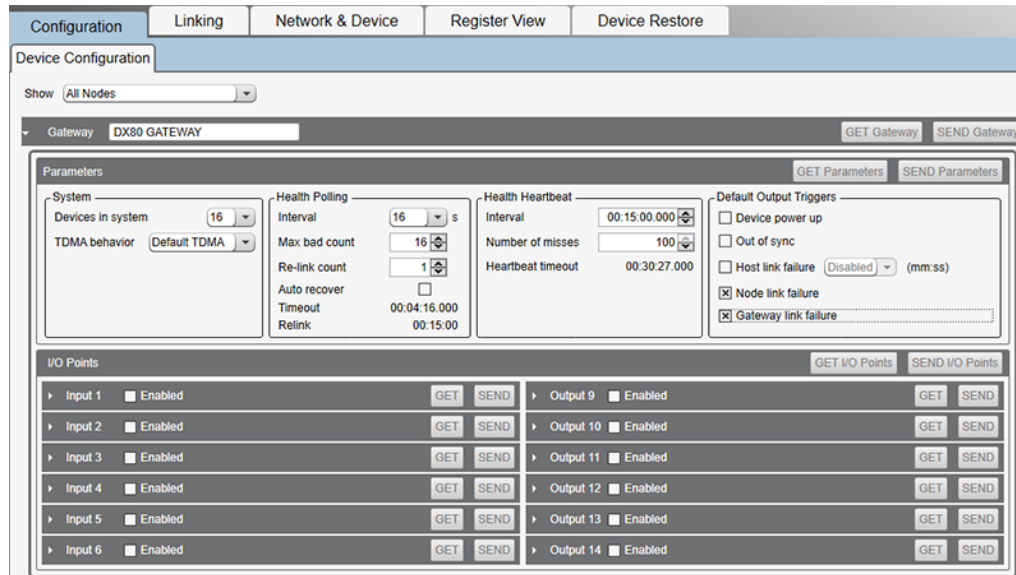 Configuration Linking Network & Device Register View Device Restore
Device Configuration
Show All Nodes
Gateway DX80 GATEWAY GET Gateway SEND Gateway
Parameters GET Parameters SEND Parameters
System Health Polling Health Heartbeat Default Output Triggers
Devices in system 16 Interval 16 s Interval 00:15:00.000 Device power up
TDMA behavior Default TDMA Max bad count 16 Number of misses 100 Out of sync
Re-link count 1 Heartbeat timeout 00:30:27.000 Host link failure Disabled (mm:ss)
Auto recover Node link failure
Timeout 00:04:16.000 Gateway link failure
Relink 00:15:00
I/O Points GET I/O Points SEND I/O Points
Input 1 Enabled GET SEND Output 9 Enabled GET SEND
Input 2 Enabled GET SEND Output 10 Enabled GET SEND
Input 3 Enabled GET SEND Output 11 Enabled GET SEND
Input 4 Enabled GET SEND Output 12 Enabled GET SEND
Input 5 Enabled GET SEND Output 13 Enabled GET SEND
Input 6 Enabled GET SEND Output 14 Enabled GET SEND